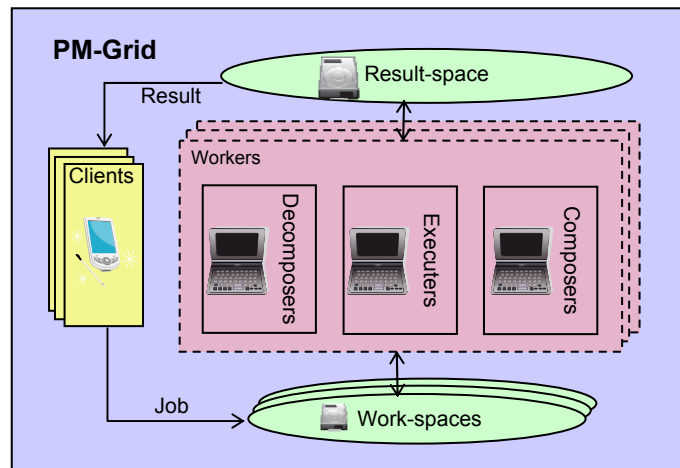 PM-Grid
Result-space
Result
Workers
Clients
Decomposers
Executers
Composers
Job
Work-spaces